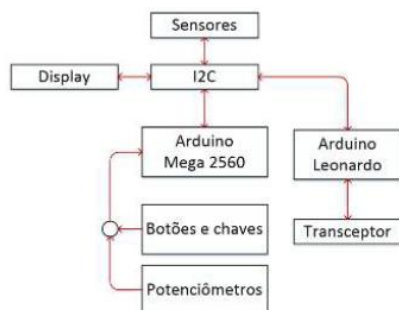 Sensores
Display
I2C
Arduino
Mega 2560
Arduino
Leonardo
Botões e chaves
Transceptor
Potenciômetros